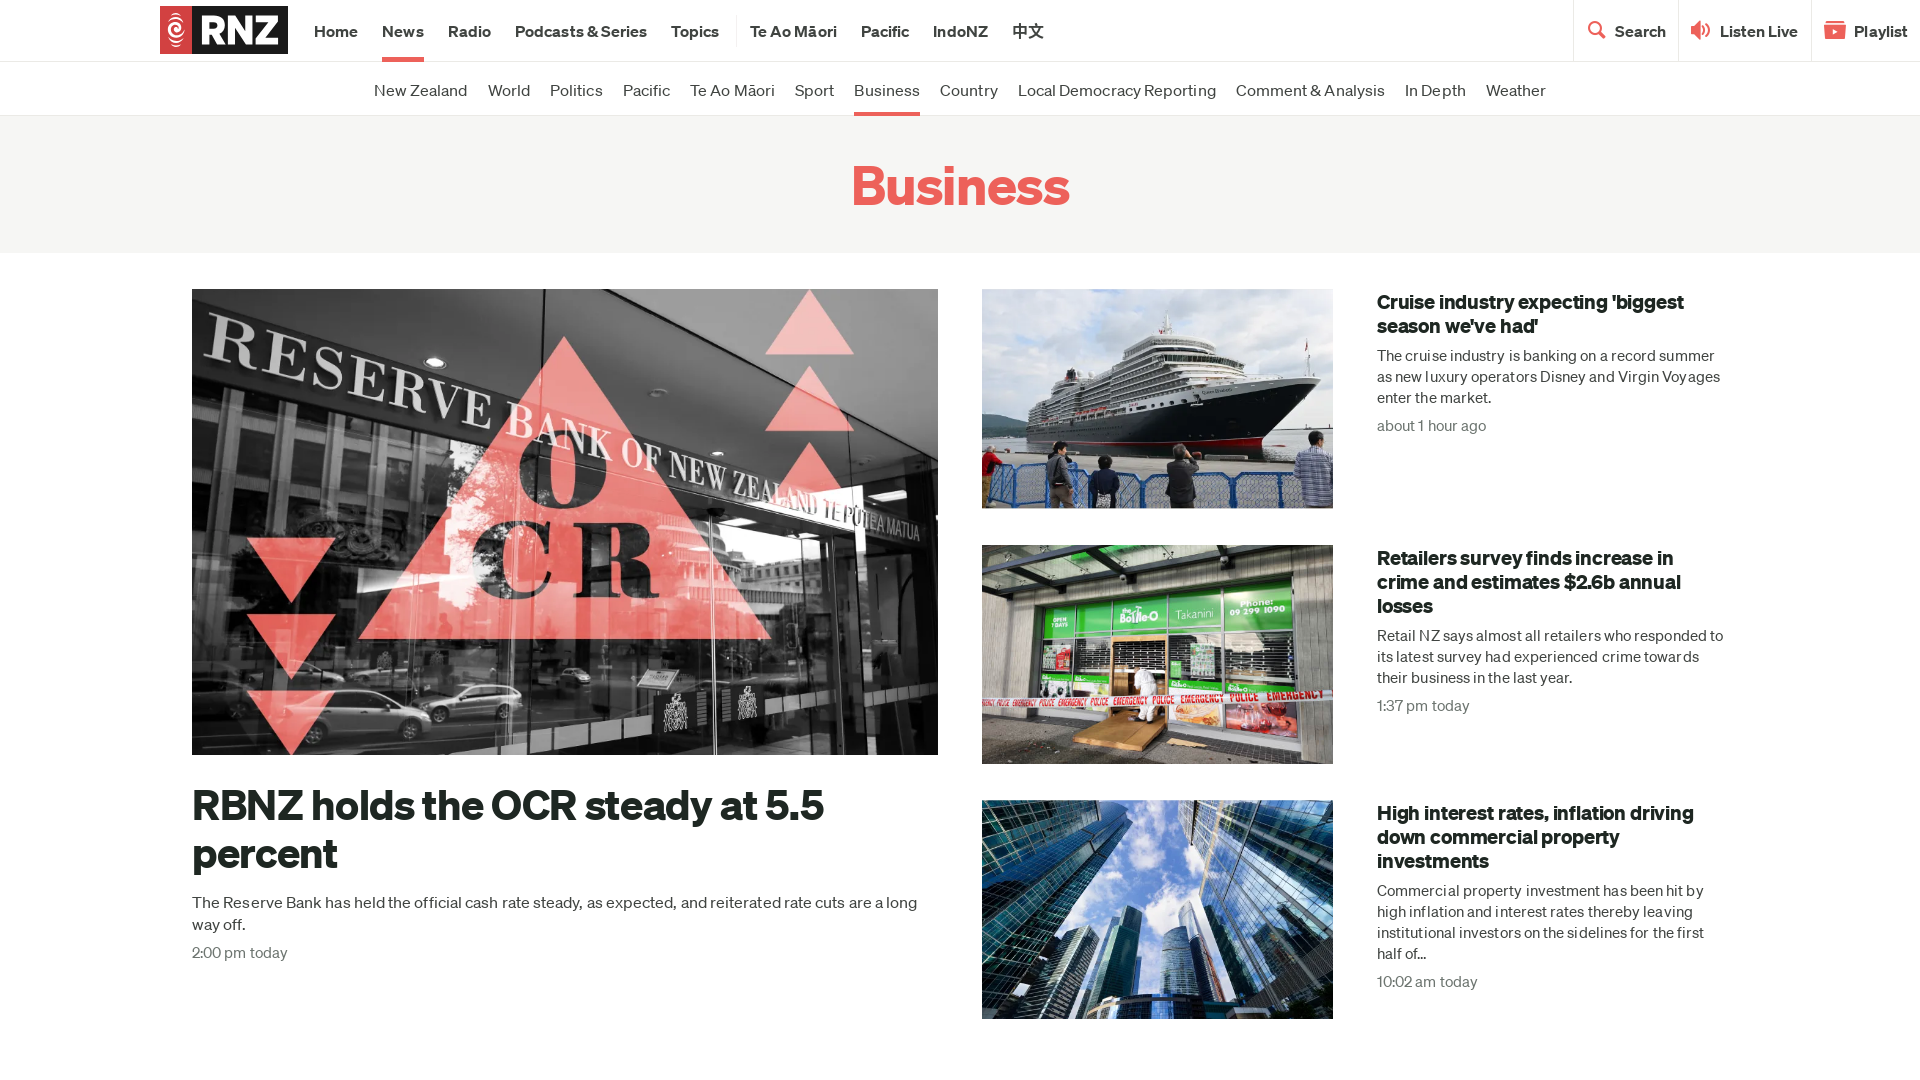 RNZ
Home News Radio Podcasts & Series Topics Te Ao Māori Pacific IndoNZ 中文
Search Listen Live Playlist
New Zealand World Politics Pacific Te Ao Māori Sport Business Country Local Democracy Reporting Comment & Analysis In Depth Weather
Business
RESERVE BANK OF NEW ZEALAND TE PŪTEA MATUA
O
CR
RBNZ holds the OCR steady at 5.5
percent
The Reserve Bank has held the official cash rate steady, as expected, and reiterated rate cuts are a long
way off.
2:00 pm today
Cruise industry expecting 'biggest
season we've had'
The cruise industry is banking on a record summer
as new luxury operators Disney and Virgin Voyages
enter the market.
about 1 hour ago
OPEN
7 DAYS
the
Bottle-O
Takanini
Phone:
09 299 1090
POLICE EMERGENCY POLICE EMERGENCY POLICE EMERGENCY POLICE EMERGENCY
Retailers survey finds increase in
crime and estimates $2.6b annual
losses
Retail NZ says almost all retailers who responded to
its latest survey had experienced crime towards
their business in the last year.
1:37 pm today
High interest rates, inflation driving
down commercial property
investments
Commercial property investment has been hit by
high inflation and interest rates thereby leaving
institutional investors on the sidelines for the first
half of...
10:02 am today